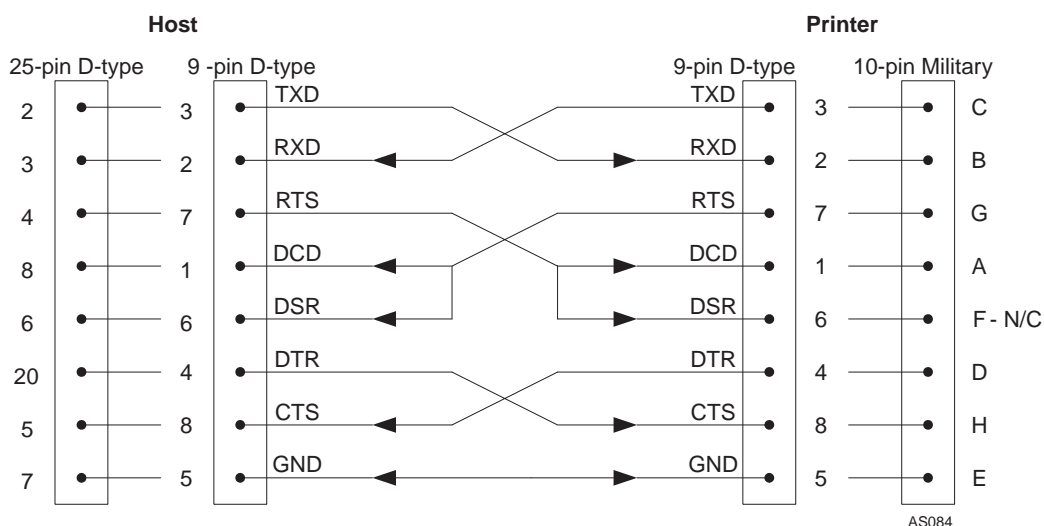 Host Printer
25-pin D-type 9 -pin D-type 9-pin D-type 10-pin Military
2 3 TXD TXD 3 C
3 2 RXD RXD 2 B
4 7 RTS RTS 7 G
8 1 DCD DCD 1 A
6 6 DSR DSR 6 F - N/C
20 4 DTR DTR 4 D
5 8 CTS CTS 8 H
7 5 GND GND 5 E
AS084